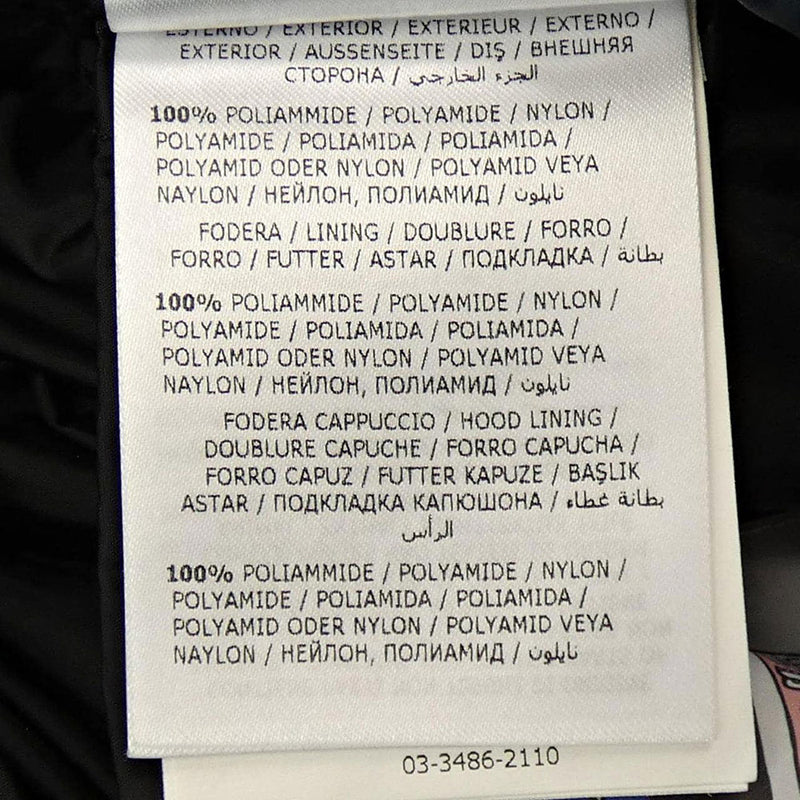 ESTERNO / EXTERIOR / EXTERIEUR / EXTERNO /
EXTERIOR / AUSSENSEITE / DIŞ / ВНЕШНЯЯ
СТОРОНА / الجزء الخارجي
100% POLIAMMIDE / POLYAMIDE / NYLON /
POLYAMIDE / POLIAMIDA / POLIAMIDA /
POLYAMID ODER NYLON / POLYAMID VEYA
NAYLON / НЕЙЛОН, ПОЛИАМИД / نايلون
FODERA / LINING / DOUBLURE / FORRO /
FORRO / FUTTER / ASTAR / ПОДКЛАДКА / بطانة
100% POLIAMMIDE / POLYAMIDE / NYLON /
POLYAMIDE / POLIAMIDA / POLIAMIDA /
POLYAMID ODER NYLON / POLYAMID VEYA
NAYLON / НЕЙЛОН, ПОЛИАМИД / نايلون
FODERA CAPPUCCIO / HOOD LINING /
DOUBLURE CAPUCHE / FORRO CAPUCHA /
FORRO CAPUZ / FUTTER KAPUZE / BAŞLIK
ASTAR / ПОДКЛАДКА КАПЮШОНА / بطانة غطاء
الرأس
100% POLIAMMIDE / POLYAMIDE / NYLON /
POLYAMIDE / POLIAMIDA / POLIAMIDA /
POLYAMID ODER NYLON / POLYAMID VEYA
NAYLON / НЕЙЛОН, ПОЛИАМИД / نايلون
03-3486-2110